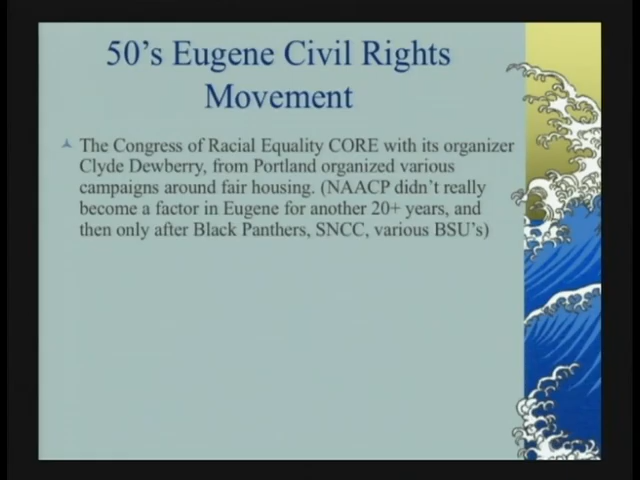 50's Eugene Civil Rights
Movement
The Congress of Racial Equality CORE with its organizer
Clyde Dewberry, from Portland organized various
campaigns around fair housing. (NAACP didn't really
become a factor in Eugene for another 20+ years, and
then only after Black Panthers, SNCC, various BSU's)